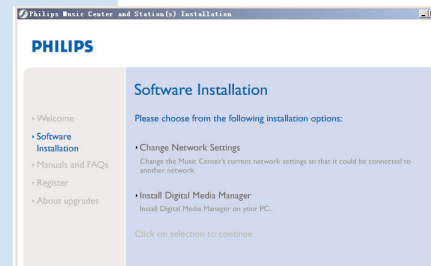 Philips Music Center and Station(s) Installation
PHILIPS
Software Installation
Welcome
Software
Installation
Manuals and FAQs
Register
About upgrades
Please choose from the following installation options:
Change Network Settings
Change the Music Center's current network settings so that it could be connected to
another network.
Install Digital Media Manager
Install Digital Media Manager on your PC.
Click on selection to continue.